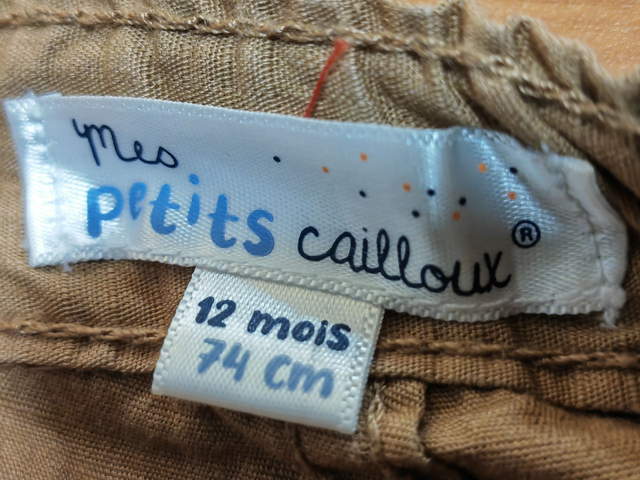 mes
petits cailloux®
12 mois
74 cm